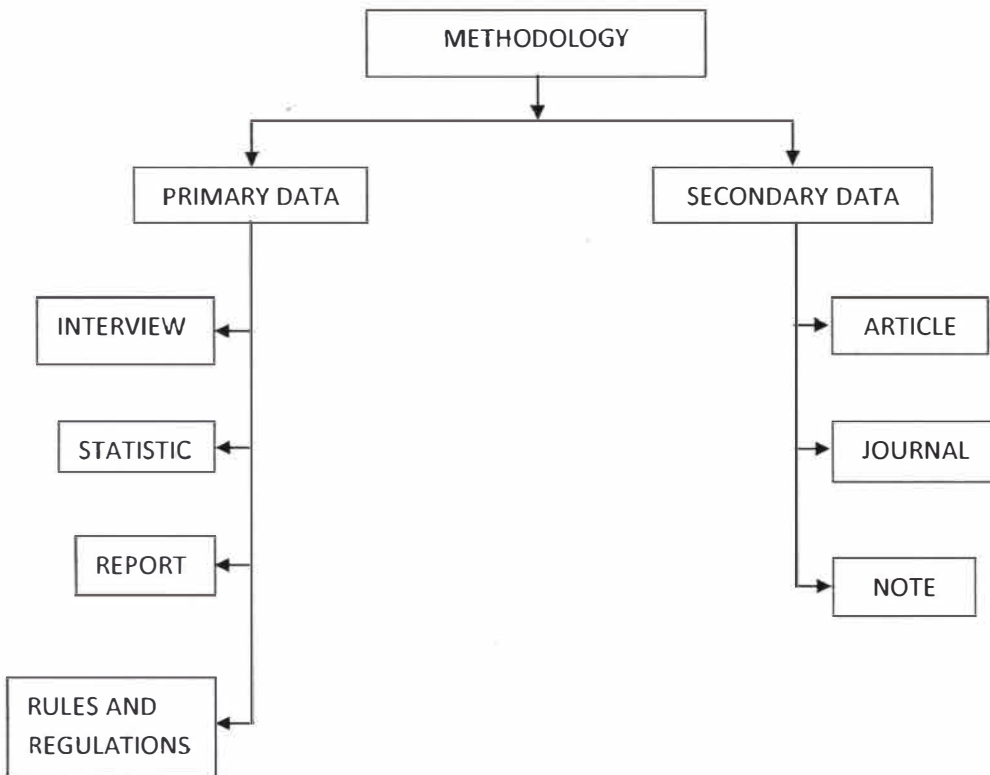 METHODOLOGY
PRIMARY DATA
SECONDARY DATA
INTERVIEW
ARTICLE
STATISTIC
JOURNAL
REPORT
NOTE
RULES AND
REGULATIONS